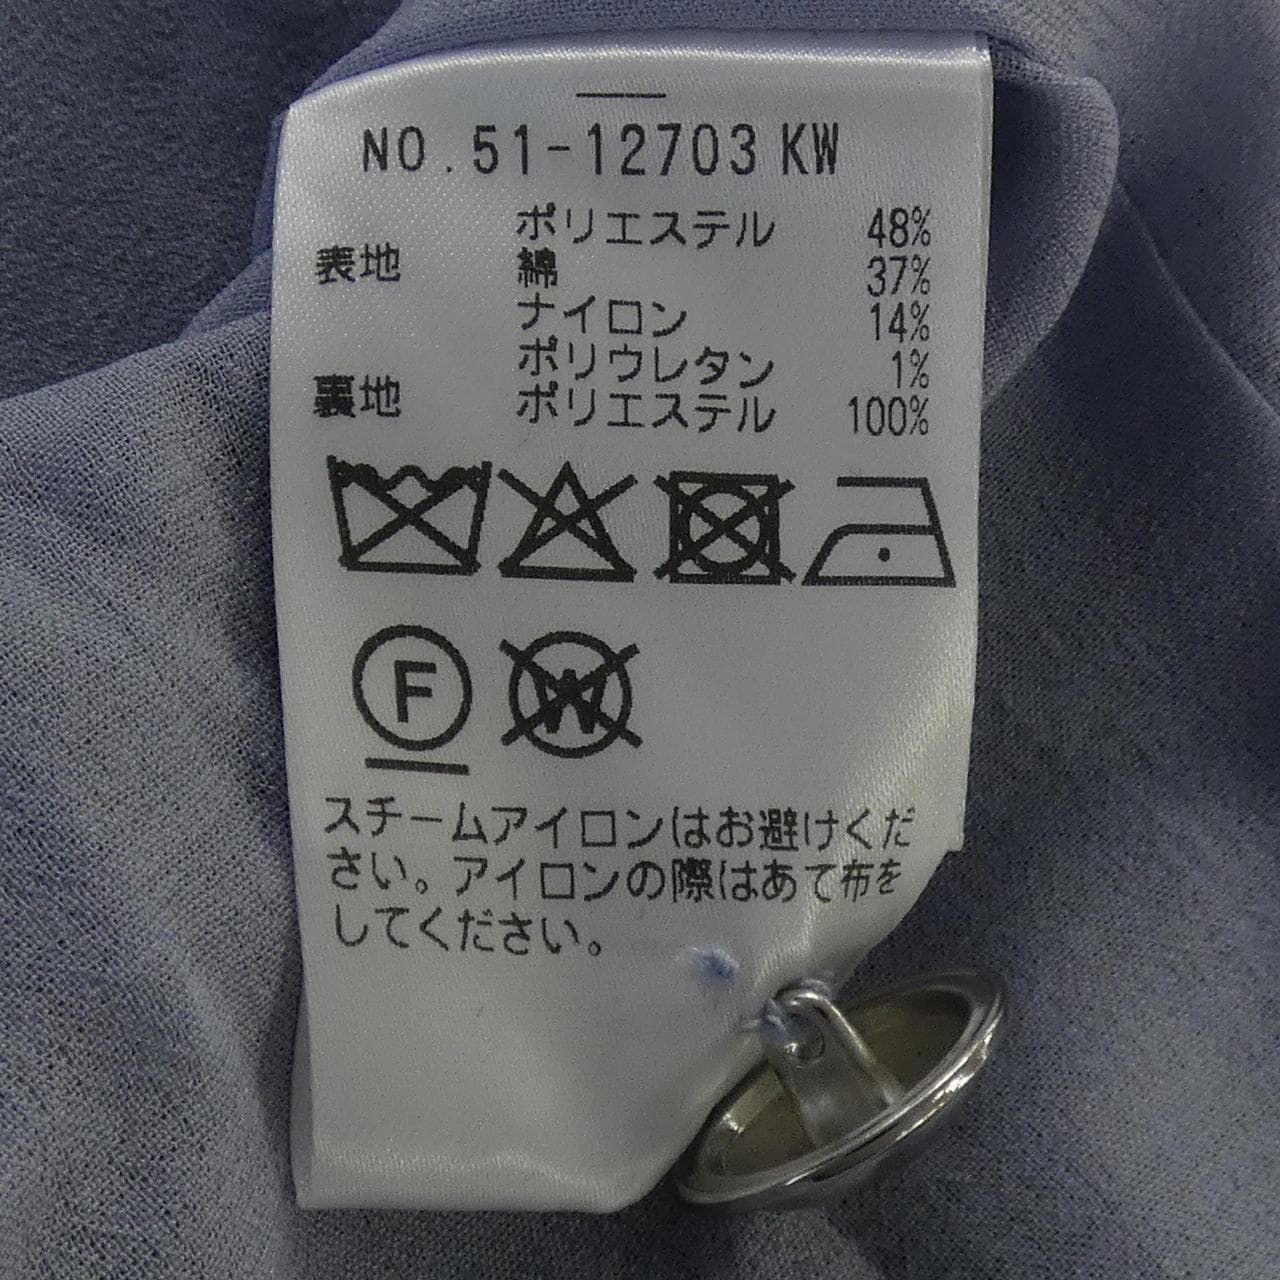 NO.51-12703 KW
ポリエステル 48%
表地 綿 37%
ナイロン 14%
ポリウレタン 1%
裏地 ポリエステル 100%
F W
スチームアイロンはお避けくだ
さい。アイロンの際はあて布を
してください。